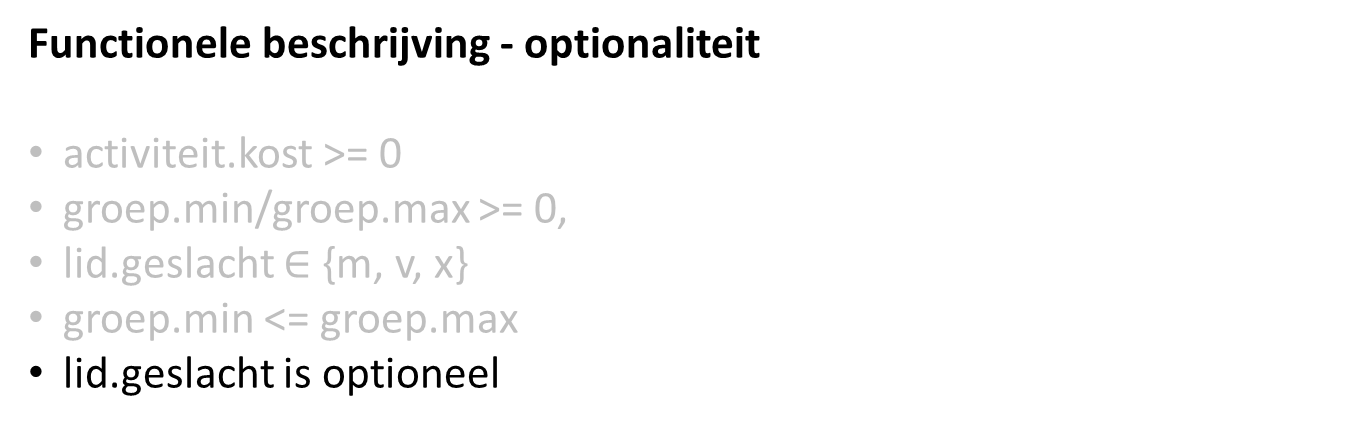 Functionele beschrijving - optionaliteit
• activiteit.kost >= 0
• groep.min/groep.max >= 0,
• lid.geslacht ∈ {m, v, x}
• groep.min <= groep.max
• lid.geslacht is optioneel